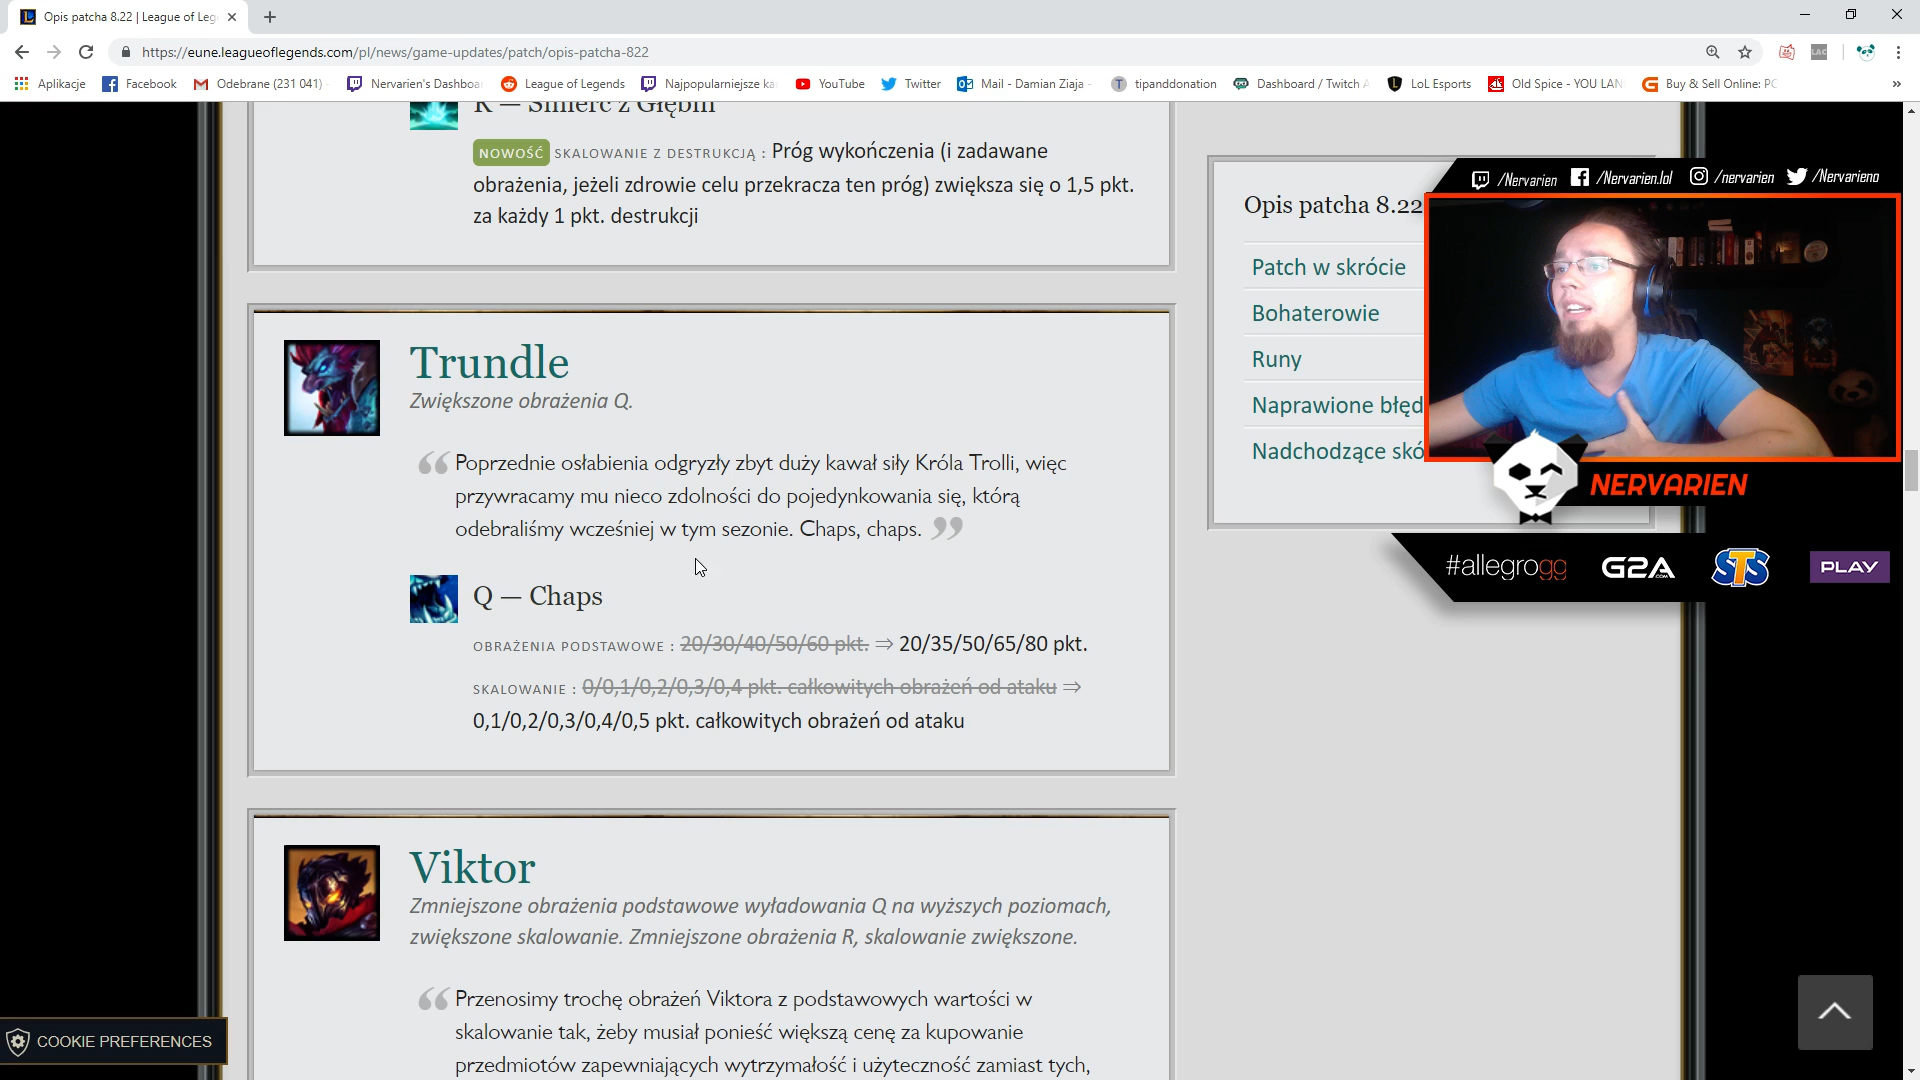 Opis patcha 8.22 | League of Leg
https://eune.leagueoflegends.com/pl/news/game-updates/patch/opis-patcha-822
Aplikacje
Facebook
Odebrane (231 041)
Nervarien's Dashboa
League of Legends
Najpopularniejsze ka
YouTube
Twitter
Mail - Damian Ziaja -
tipanddonation
Dashboard / Twitch A
LoL Esports
Old Spice - YOU LAN
Buy & Sell Online: PC
»
R — Śmierć z Głębin
NOWOŚĆ SKALOWANIE Z DESTRUKCJĄ : Próg wykończenia (i zadawane
obrażenia, jeżeli zdrowie celu przekracza ten próg) zwiększa się o 1,5 pkt.
za każdy 1 pkt. destrukcji
Trundle
Zwiększone obrażenia Q.
“ Poprzednie osłabienia odgryzły zbyt duży kawał siły Króla Trolli, więc
przywracamy mu nieco zdolności do pojedynkowania się, którą
odebraliśmy wcześniej w tym sezonie. Chaps, chaps. ”
Q — Chaps
OBRAŻENIA PODSTAWOWE : 20/30/40/50/60 pkt. ⇒ 20/35/50/65/80 pkt.
SKALOWANIE : 0/0,1/0,2/0,3/0,4 pkt. całkowitych obrażeń od ataku ⇒
0,1/0,2/0,3/0,4/0,5 pkt. całkowitych obrażeń od ataku
Viktor
Zmniejszone obrażenia podstawowe wyładowania Q na wyższych poziomach,
zwiększone skalowanie. Zmniejszone obrażenia R, skalowanie zwiększone.
“ Przenosimy trochę obrażeń Viktora z podstawowych wartości w
skalowanie tak, żeby musiał ponieść większą cenę za kupowanie
przedmiotów zapewniających wytrzymałość i użyteczność zamiast tych,
COOKIE PREFERENCES
Opis patcha 8.22
Patch w skrócie
Bohaterowie
Runy
Naprawione błęd
Nadchodzące skó
/Nervarien /Nervarien.lol /nervarien /Nervarieno
NERVARIEN
#allegrogg G2A.COM STS PLAY